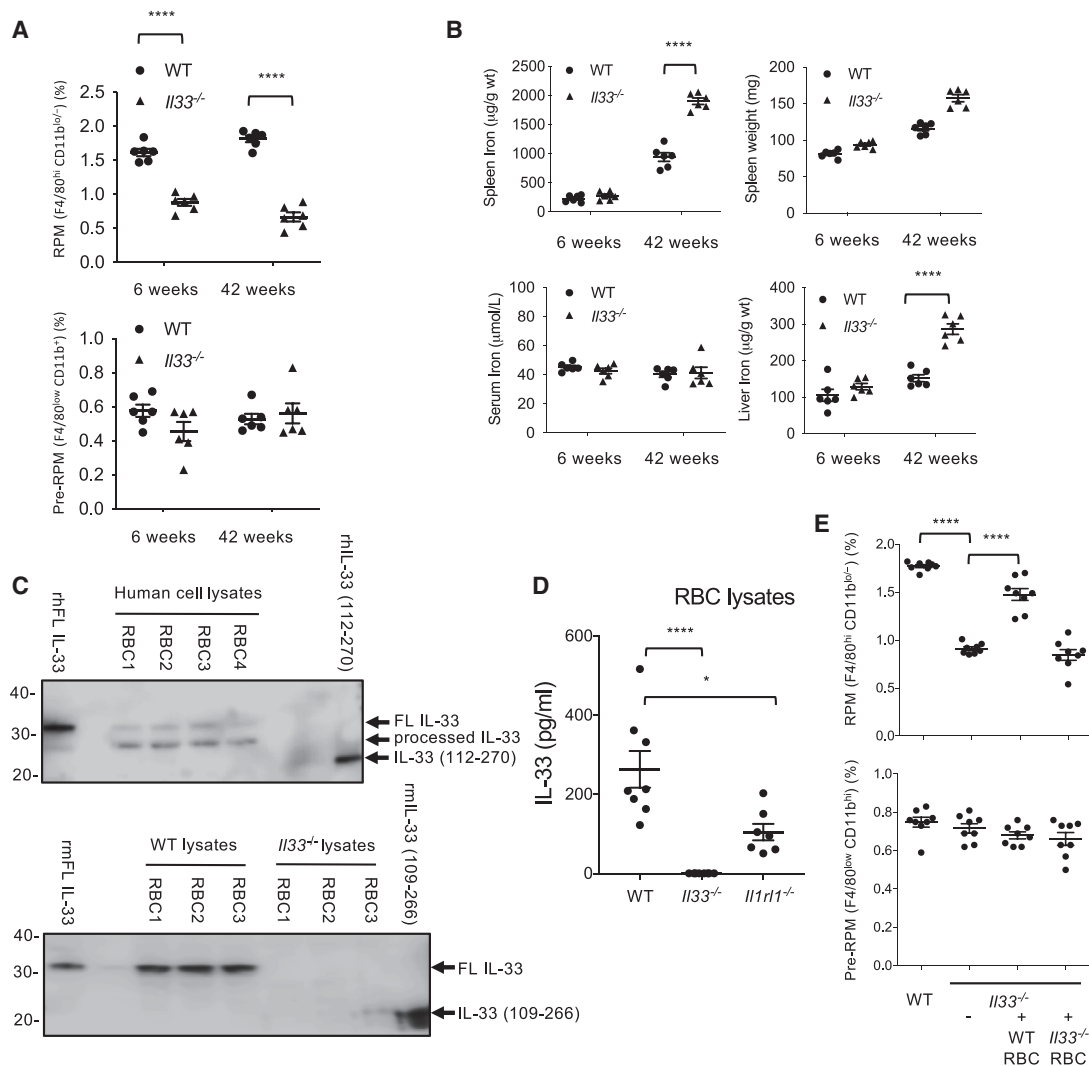 A
****
WT
Il33-/-
****
RPM (F4/80hi CD11blo/-) (%)
2.5
2.0
1.5
1.0
0.5
0.0
6 weeks
42 weeks
WT
Il33-/-
Pre-RPM (F4/80low CD11b+) (%)
1.0
0.8
0.6
0.4
0.2
0.0
6 weeks
42 weeks
B
WT
Il33-/-
****
Spleen Iron (µg/g wt)
2500
2000
1500
1000
500
0
6 weeks
42 weeks
WT
Il33-/-
Spleen weight (mg)
200
150
100
50
0
6 weeks
42 weeks
WT
Il33-/-
Serum Iron (µmol/L)
100
80
60
40
20
0
6 weeks
42 weeks
WT
Il33-/-
****
Liver Iron (µg/g wt)
400
300
200
100
0
6 weeks
42 weeks
C
rhFL IL-33
Human cell lysates
RBC1
RBC2
RBC3
RBC4
rhIL-33 (112-270)
40-
30-
20-
FL IL-33
processed IL-33
IL-33 (112-270)
rmFL IL-33
WT lysates
Il33-/- lysates
RBC1
RBC2
RBC3
RBC1
RBC2
RBC3
rmIL-33 (109-266)
40-
30-
20-
FL IL-33
IL-33 (109-266)
D
RBC lysates
****
*
IL-33 (pg/ml)
600
400
200
0
WT
Il33-/-
Il1rl1-/-
E
****
****
RPM (F4/80hi CD11blo/-) (%)
2.0
1.5
1.0
0.5
0.0
Pre-RPM (F4/80low CD11bhi) (%)
1.0
0.8
0.6
0.4
0.2
0.0
WT
Il33-/-
-
+
+
WT
RBC
Il33-/-
RBC